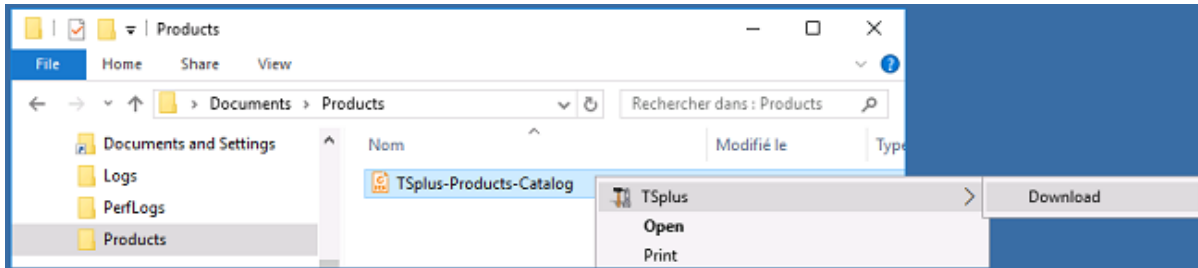 Products
File Home Share View
Documents > Products Rechercher dans : Products
Documents and Settings
Nom Modifié le Type
Logs
TSplus-Products-Catalog
TSplus > Download
PerfLogs
Open
Products
Print